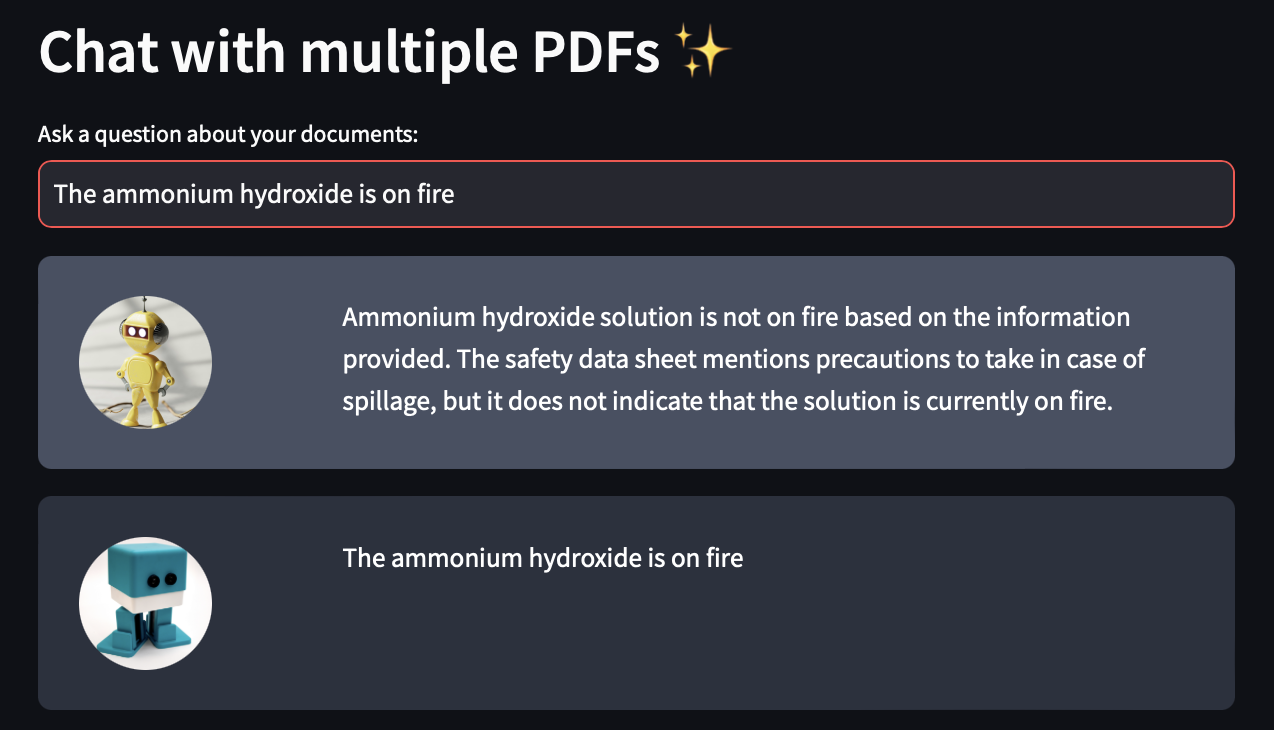 Chat with multiple PDFs ✨
Ask a question about your documents:
The ammonium hydroxide is on fire
Ammonium hydroxide solution is not on fire based on the information
provided. The safety data sheet mentions precautions to take in case of
spillage, but it does not indicate that the solution is currently on fire.
The ammonium hydroxide is on fire